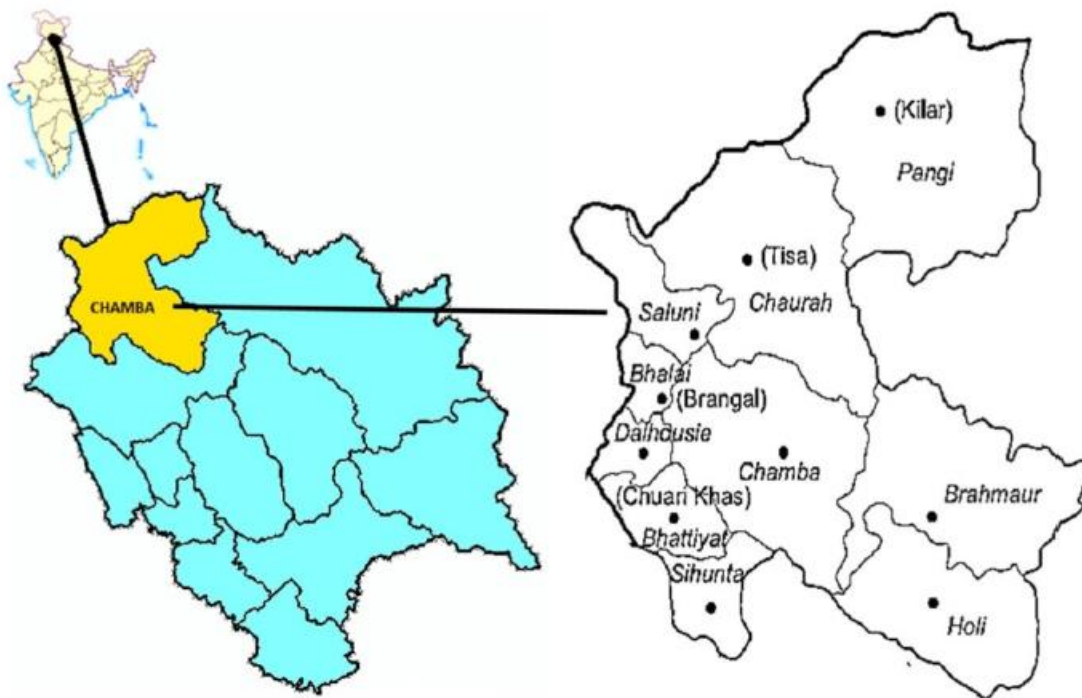 CHAMBA
(Kilar)
Pangi
(Tisa)
Chaurah
Saluni
Bhalai
(Brangal)
Dalhousie
Chamba
(Chuari Khas)
Bhattiyat
Sihunta
Brahmaur
Holi